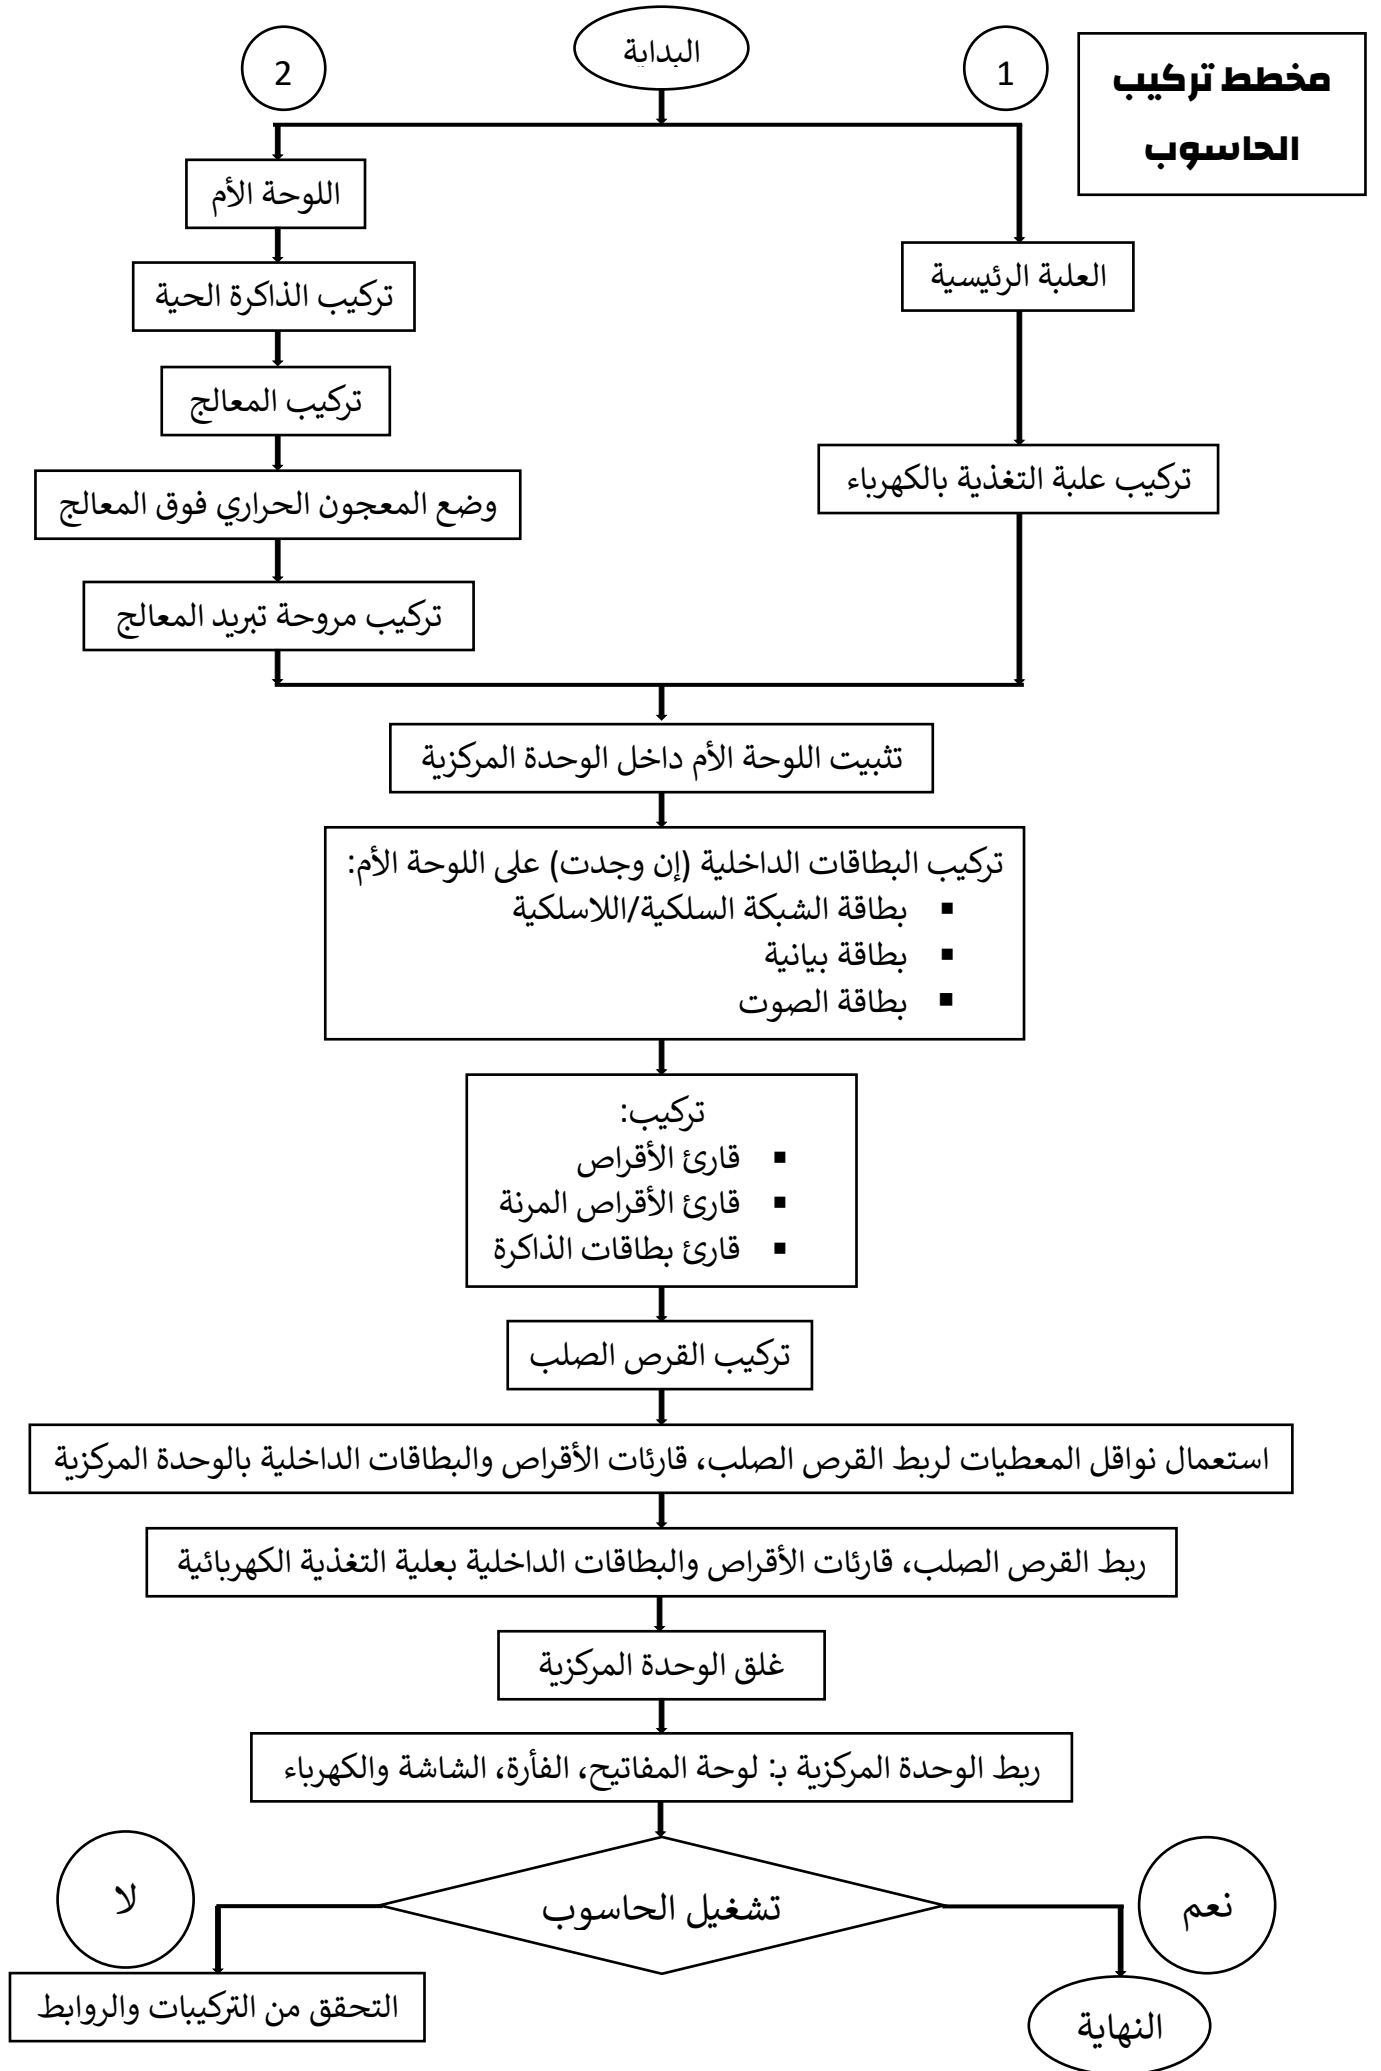 مخطط تركيب
الحاسوب
البداية
1
2
العلبة الرئيسية
تركيب علبة التغذية بالكهرباء
اللوحة الأم
تركيب الذاكرة الحية
تركيب المعالج
وضع المعجون الحراري فوق المعالج
تركيب مروحة تبريد المعالج
تثبيت اللوحة الأم داخل الوحدة المركزية
تركيب البطاقات الداخلية (إن وجدت) على اللوحة الأم:
▪ بطاقة الشبكة السلكية/اللاسلكية
▪ بطاقة بيانية
▪ بطاقة الصوت
تركيب:
▪ قارئ الأقراص
▪ قارئ الأقراص المرنة
▪ قارئ بطاقات الذاكرة
تركيب القرص الصلب
استعمال نواقل المعطيات لربط القرص الصلب، قارئات الأقراص والبطاقات الداخلية بالوحدة المركزية
ربط القرص الصلب، قارئات الأقراص والبطاقات الداخلية بعلية التغذية الكهربائية
غلق الوحدة المركزية
ربط الوحدة المركزية بـ: لوحة المفاتيح، الفأرة، الشاشة والكهرباء
تشغيل الحاسوب
نعم
لا
النهاية
التحقق من التركيبات والروابط